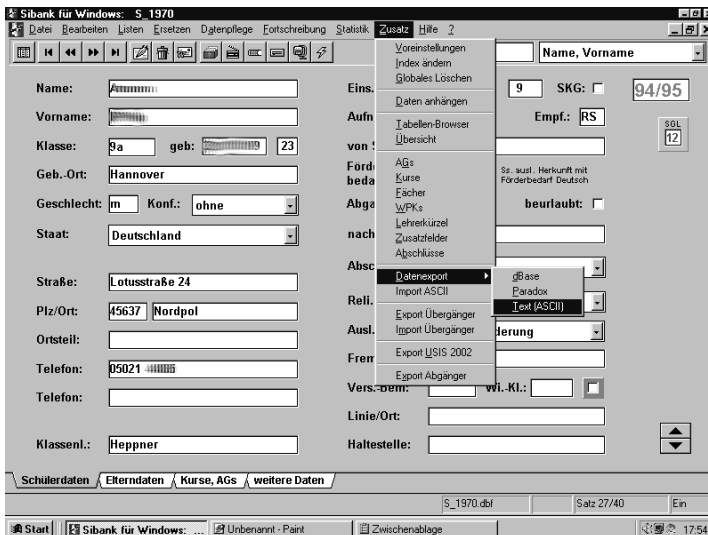 Sibank für Windows: S_1970
Datei Bearbeiten Listen Ersetzen Datenpflege Fortschreibung Statistik Zusatz Hilfe ?
Name, Vorname
Voreinstellungen
Index ändern
Globales Löschen
Daten anhängen
Tabellen-Browser
Übersicht
AGs
Kurse
Fächer
WPKs
Lehrerkürzel
Zusatzfelder
Abschlüsse
Datenexport
Import ASCII
Export Übergänger
Import Übergänger
Export USIS 2002
Export Abgänger
dBase
Paradox
Text (ASCII)
Name:
Vorname:
Klasse: 9a geb: 9 23
Geb.-Ort: Hannover
Geschlecht: m Konf.: ohne
Staat: Deutschland
Straße: Lotusstraße 24
Plz/Ort: 45637 Nordpol
Ortsteil:
Telefon: 05021
Telefon:
Klassenl.: Heppner
Eins. 9 SKG: 94/95
Aufn Empf.: RS
SGL
12
von
Förd
beda
Ss. ausl. Herkunft mit
Förderbedarf Deutsch
Abga beurlaubt:
nach
Absc
Reli.
Ausl. derung
Frem
Vers.-Bem: Wi.-Kl.:
Linie/Ort:
Haltestelle:
Schülerdaten Elterndaten Kurse, AGs weitere Daten
S_1970.dbf Satz 27/40 Ein
Start Sibank für Windows: ... Unbenannt - Paint Zwischenablage 17:54